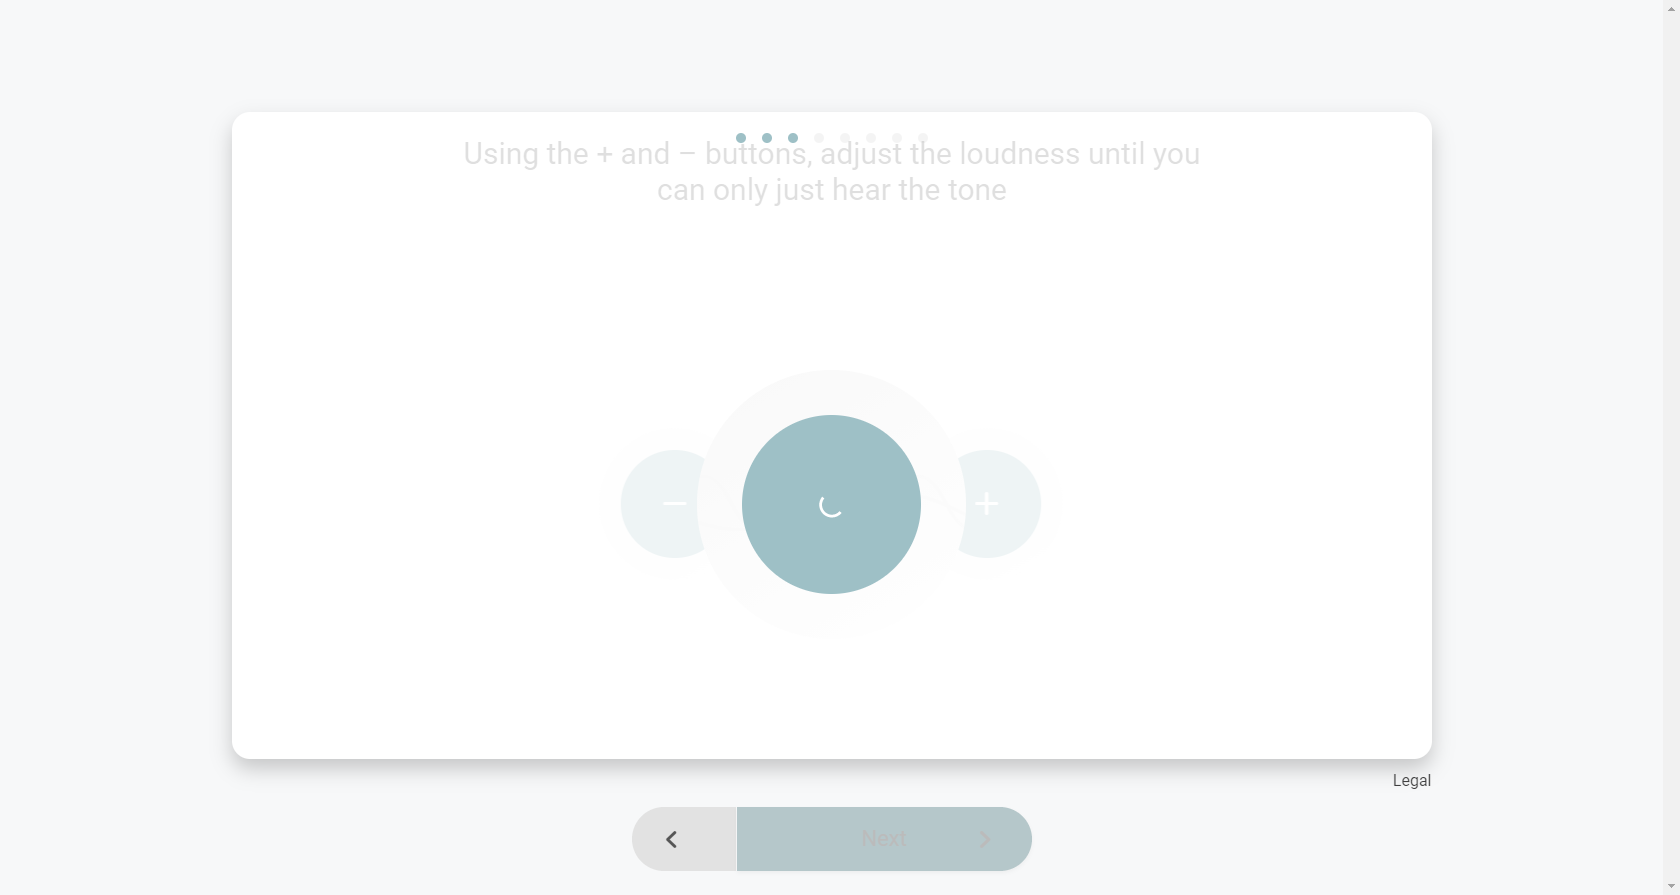 Using the + and – buttons, adjust the loudness until you
can only just hear the tone
Legal
Next